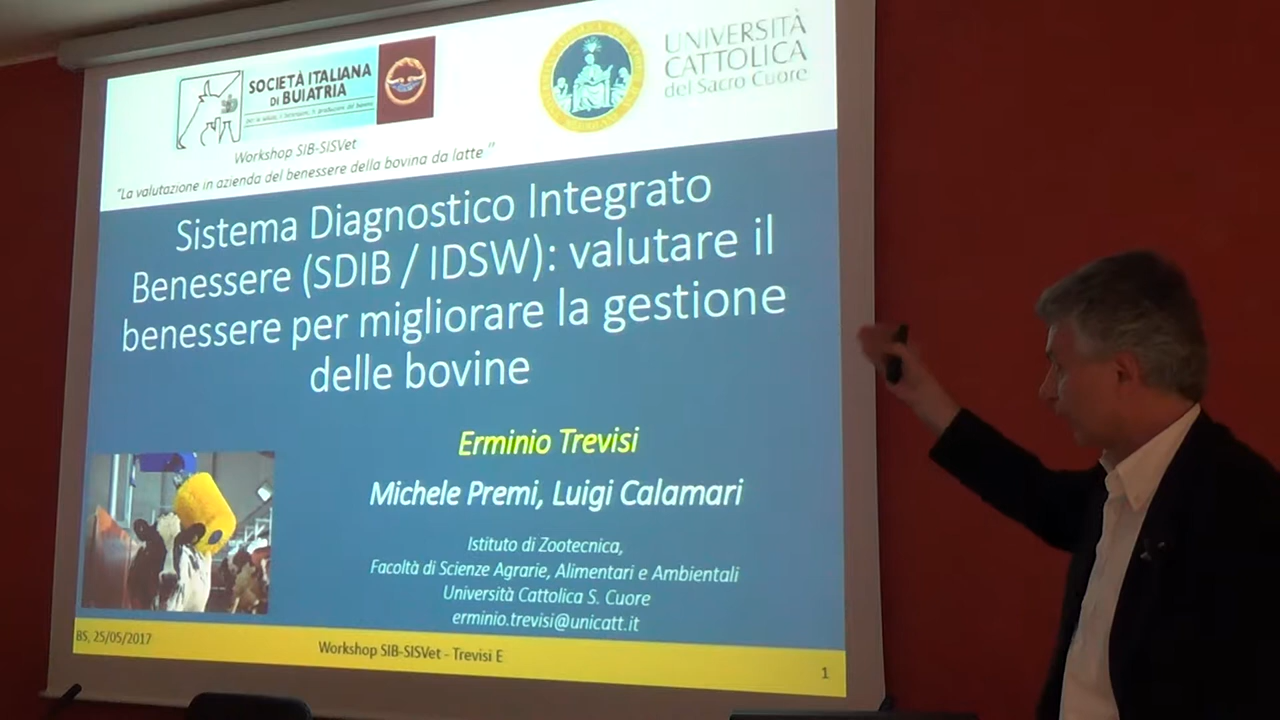 SOCIETÀ ITALIANA
DI BUIATRIA
UNIVERSITÀ
CATTOLICA
del Sacro Cuore
Workshop SIB-SISVet
"La valutazione in azienda del benessere della bovina da latte"
Sistema Diagnostico Integrato
Benessere (SDIB / IDSW): valutare il
benessere per migliorare la gestione
delle bovine
Erminio Trevisi
Michele Premi, Luigi Calamari
Istituto di Zootecnica,
Facoltà di Scienze Agrarie, Alimentari e Ambientali
Università Cattolica S. Cuore
erminio.trevisi@unicatt.it
BS, 25/05/2017
Workshop SIB-SISVet - Trevisi E
1